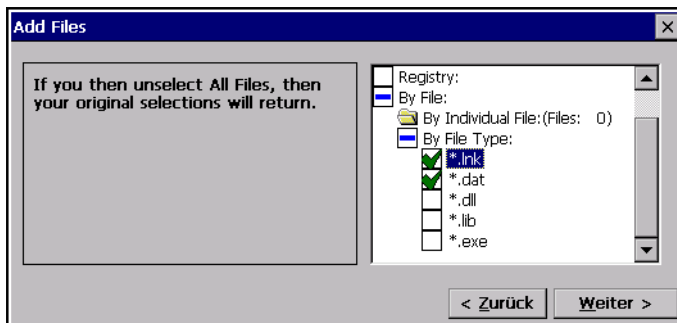 Add Files
If you then unselect All Files, then
your original selections will return.
Registry:
By File:
By Individual File:(Files: 0)
By File Type:
*.lnk
*.dat
*.dll
*.lib
*.exe
< Zurück
Weiter >